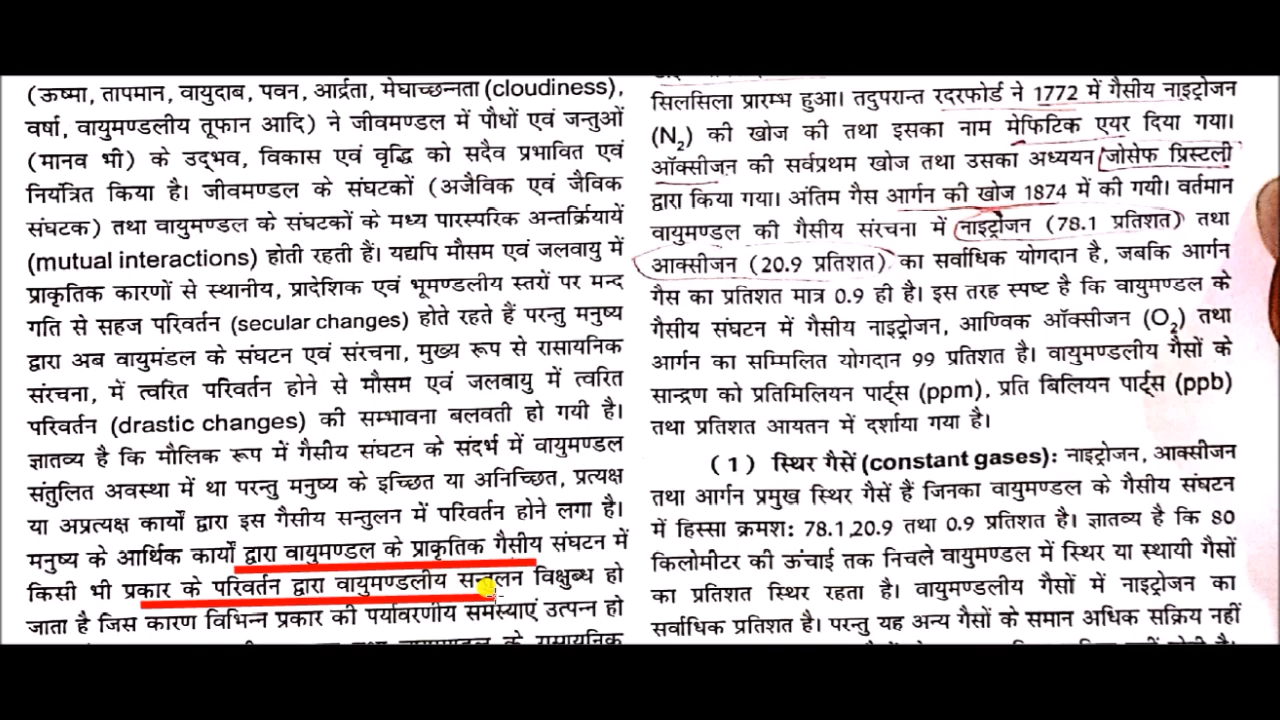 (ऊष्मा, तापमान, वायुदाब, पवन, आर्द्रता, मेघाच्छन्नता (cloudiness),
वर्षा, वायुमण्डलीय तूफान आदि) ने जीवमण्डल में पौधों एवं जन्तुओं
(मानव भी) के उद्भव, विकास एवं वृद्धि को सदैव प्रभावित एवं
नियंत्रित किया है। जीवमण्डल के संघटकों (अजैविक एवं जैविक
संघटक) तथा वायुमण्डल के संघटकों के मध्य पारस्परिक अन्तर्क्रियायें
(mutual interactions) होती रहती हैं। यद्यपि मौसम एवं जलवायु में
प्राकृतिक कारणों से स्थानीय, प्रादेशिक एवं भूमण्डलीय स्तरों पर मन्द
गति से सहज परिवर्तन (secular changes) होते रहते हैं परन्तु मनुष्य
द्वारा अब वायुमंडल के संघटन एवं संरचना, मुख्य रूप से रासायनिक
संरचना, में त्वरित परिवर्तन होने से मौसम एवं जलवायु में त्वरित
परिवर्तन (drastic changes) की सम्भावना बलवती हो गयी है।
ज्ञातव्य है कि मौलिक रूप में गैसीय संघटन के संदर्भ में वायुमण्डल
संतुलित अवस्था में था परन्तु मनुष्य के इच्छित या अनिच्छित, प्रत्यक्ष
या अप्रत्यक्ष कार्यों द्वारा इस गैसीय सन्तुलन में परिवर्तन होने लगा है।
मनुष्य के आर्थिक कार्यों द्वारा वायुमण्डल के प्राकृतिक गैसीय संघटन में
किसी भी प्रकार के परिवर्तन द्वारा वायुमण्डलीय सन्तुलन विक्षुब्ध हो
जाता है जिस कारण विभिन्न प्रकार की पर्यावरणीय समस्याएं उत्पन्न हो
सिलसिला प्रारम्भ हुआ। तदुपरान्त रदरफोर्ड ने 1772 में गैसीय नाइट्रोजन
(N₂) की खोज की तथा इसका नाम मेफिटिक एयर दिया गया।
ऑक्सीजन की सर्वप्रथम खोज तथा उसका अध्ययन जोसेफ प्रिस्टली
द्वारा किया गया। अंतिम गैस आर्गन की खोज 1874 में की गयी। वर्तमान
वायुमण्डल की गैसीय संरचना में नाइट्रोजन (78.1 प्रतिशत) तथा
आक्सीजन (20.9 प्रतिशत) का सर्वाधिक योगदान है, जबकि आर्गन
गैस का प्रतिशत मात्र 0.9 ही है। इस तरह स्पष्ट है कि वायुमण्डल के
गैसीय संघटन में गैसीय नाइट्रोजन, आण्विक ऑक्सीजन (O₂) तथा
आर्गन का सम्मिलित योगदान 99 प्रतिशत है। वायुमण्डलीय गैसों के
सान्द्रण को प्रतिमिलियन पार्ट्स (ppm), प्रति बिलियन पार्ट्स (ppb)
तथा प्रतिशत आयतन में दर्शाया गया है।
(1) स्थिर गैसें (constant gases): नाइट्रोजन, आक्सीजन
तथा आर्गन प्रमुख स्थिर गैसें हैं जिनका वायुमण्डल के गैसीय संघटन
में हिस्सा क्रमश: 78.1,20.9 तथा 0.9 प्रतिशत है। ज्ञातव्य है कि 80
किलोमीटर की ऊंचाई तक निचले वायुमण्डल में स्थिर या स्थायी गैसों
का प्रतिशत स्थिर रहता है। वायुमण्डलीय गैसों में नाइट्रोजन का
सर्वाधिक प्रतिशत है। परन्तु यह अन्य गैसों के समान अधिक सक्रिय नहीं